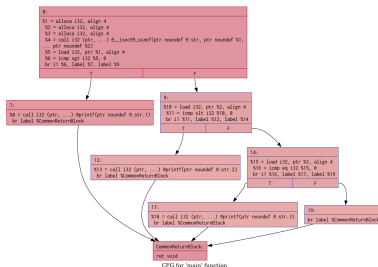 0:
%1 = alloca i32, align 4
%2 = alloca i32, align 4
%3 = alloca i32, align 4
%4 = call i32 (ptr, ...) @__isoc99_scanf(ptr noundef @.str, ptr noundef %1,
... ptr noundef %2)
%5 = load i32, ptr %1, align 4
%6 = icmp sgt i32 %5, 0
br i1 %6, label %7, label %9
T F
7:
%8 = call i32 (ptr, ...) @printf(ptr noundef @.str.1)
br label %CommonReturnBlock
9:
%10 = load i32, ptr %2, align 4
%11 = icmp slt i32 %10, 0
br i1 %11, label %12, label %14
T F
12:
%13 = call i32 (ptr, ...) @printf(ptr noundef @.str.2)
br label %CommonReturnBlock
14:
%15 = load i32, ptr %3, align 4
%16 = icmp eq i32 %15, 0
br i1 %16, label %17, label %19
T F
17:
%18 = call i32 (ptr, ...) @printf(ptr noundef @.str.3)
br label %CommonReturnBlock
19:
br label %CommonReturnBlock
CommonReturnBlock:
ret void
CFG for 'main' function